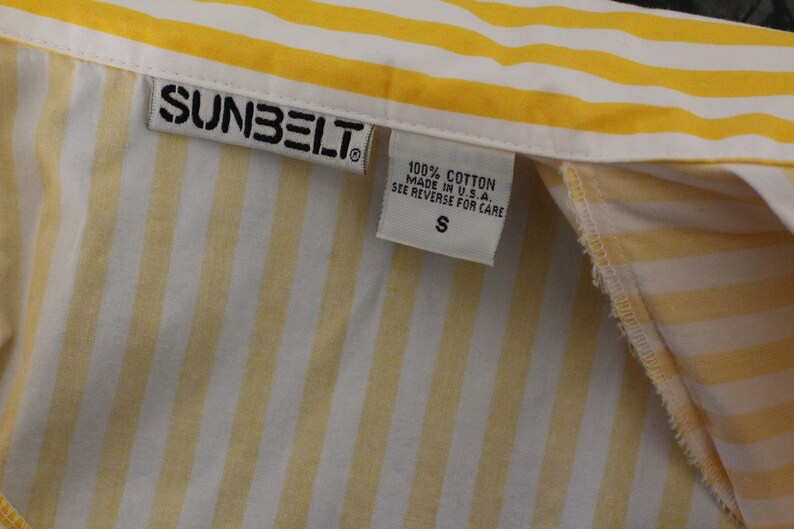 SUNBELT®
100% COTTON
MADE IN U.S.A.
SEE REVERSE FOR CARE
S